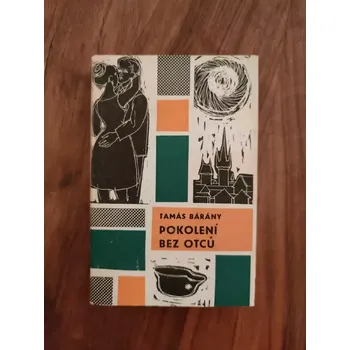 TAMÁS BÁRÁNY
POKOLENÍ
BEZ OTCŮ